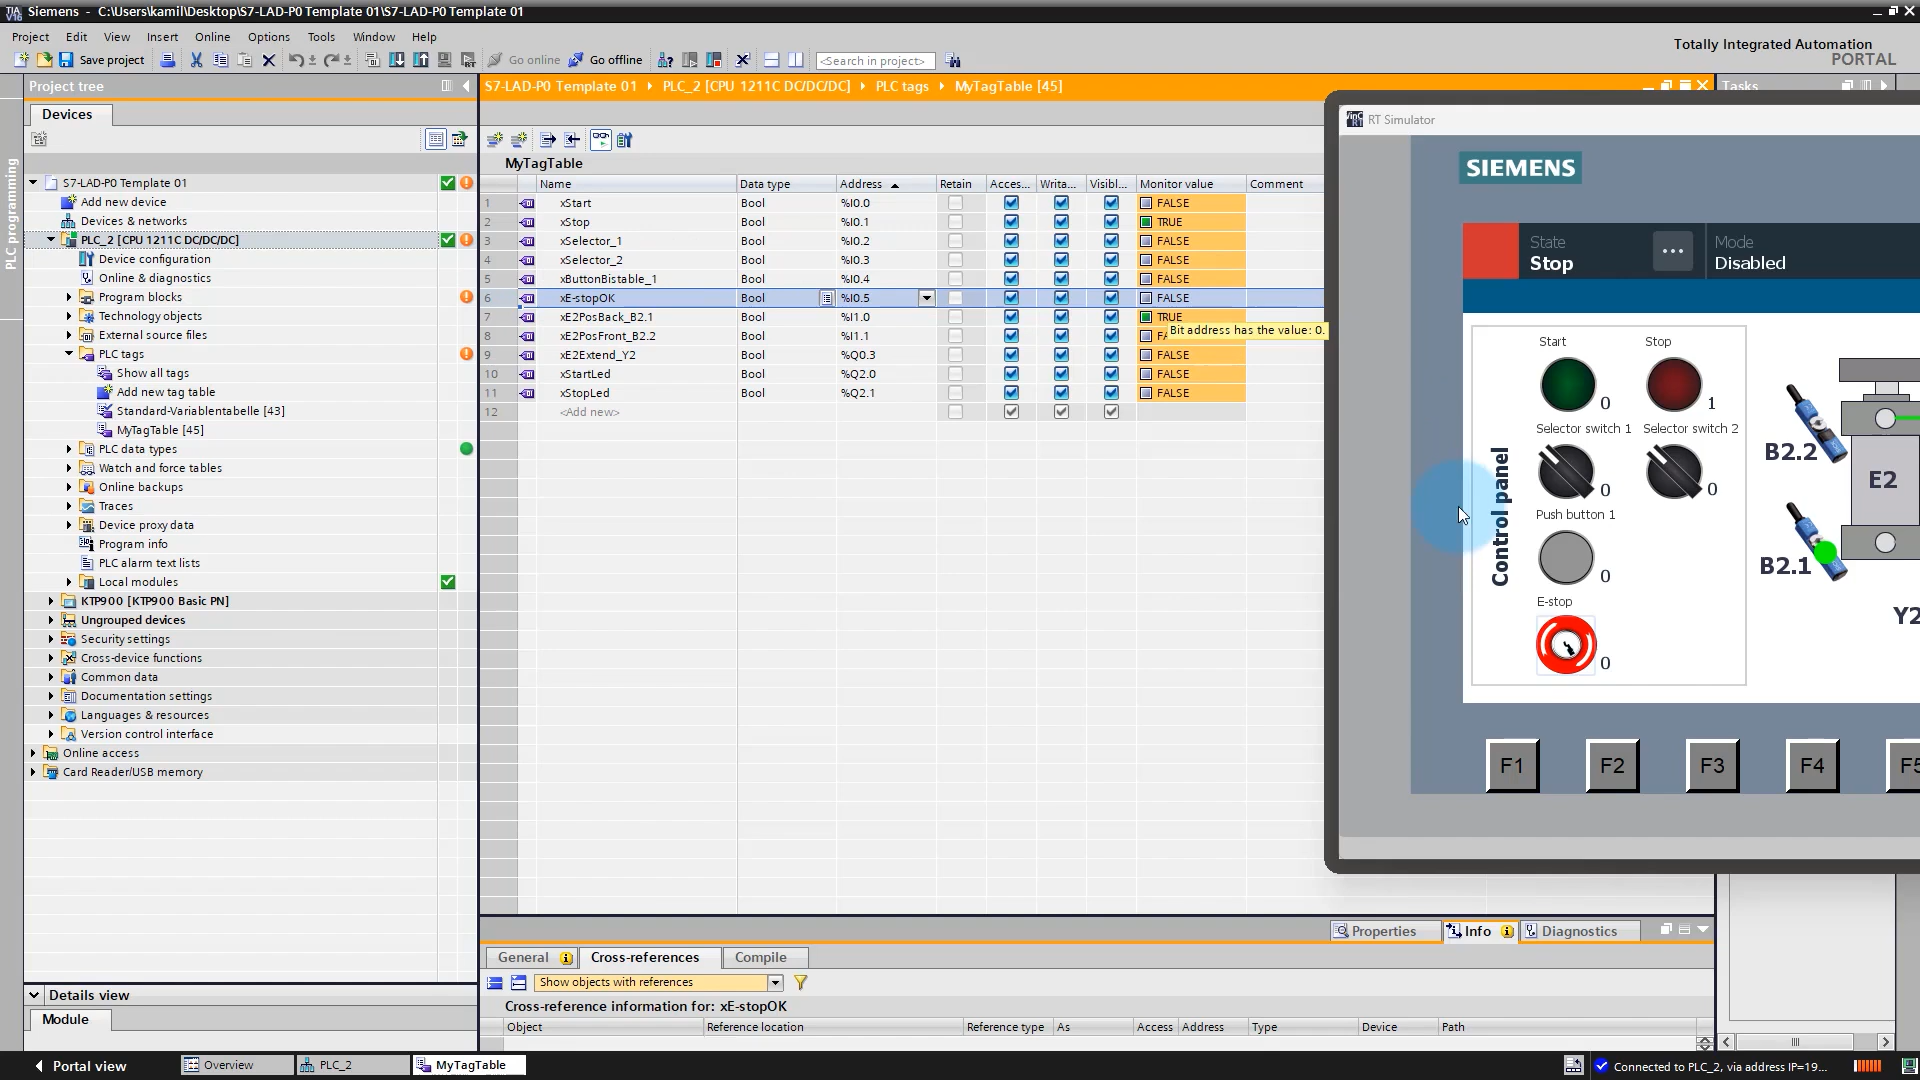 Siemens - C:\Users\kamil\Desktop\S7-LAD-P0 Template 01\S7-LAD-P0 Template 01
Project Edit View Insert Online Options Tools Window Help
Totally Integrated Automation
PORTAL
Save project
Go online
Go offline
<Search in project>
Project tree
S7-LAD-P0 Template 01 PLC_2 [CPU 1211C DC/DC/DC] PLC tags MyTagTable [45]
Tasks
Devices
PLC programming
S7-LAD-P0 Template 01
Add new device
Devices & networks
PLC_2 [CPU 1211C DC/DC/DC]
Device configuration
Online & diagnostics
Program blocks
Technology objects
External source files
PLC tags
Show all tags
Add new tag table
Standard-Variablentabelle [43]
MyTagTable [45]
PLC data types
Watch and force tables
Online backups
Traces
Device proxy data
Program info
PLC alarm text lists
Local modules
KTP900 [KTP900 Basic PN]
Ungrouped devices
Security settings
Cross-device functions
Common data
Documentation settings
Languages & resources
Version control interface
Online access
Card Reader/USB memory
Details view
Module
MyTagTable
Name Data type Address Retain Acces... Writa... Visibl... Monitor value Comment
1 xStart Bool %I0.0 FALSE
2 xStop Bool %I0.1 TRUE
3 xSelector_1 Bool %I0.2 FALSE
4 xSelector_2 Bool %I0.3 FALSE
5 xButtonBistable_1 Bool %I0.4 FALSE
6 xE-stopOK Bool %I0.5 FALSE
7 xE2PosBack_B2.1 Bool %I1.0 TRUE
Bit address has the value: 0.
8 xE2PosFront_B2.2 Bool %I1.1
9 xE2Extend_Y2 Bool %Q0.3 FALSE
10 xStartLed Bool %Q2.0 FALSE
11 xStopLed Bool %Q2.1 FALSE
12 <Add new>
RT Simulator
SIEMENS
State
Stop
...
Mode
Disabled
Control panel
Start Stop
0 1
Selector switch 1 Selector switch 2
0 0
Push button 1
0
E-stop
0
B2.2
E2
B2.1
Y2
F1 F2 F3 F4 F5
Properties Info Diagnostics
General Cross-references Compile
Show objects with references
Cross-reference information for: xE-stopOK
Object Reference location Reference type As Access Address Type Device Path
Portal view Overview PLC_2 MyTagTable
Connected to PLC_2, via address IP=19...